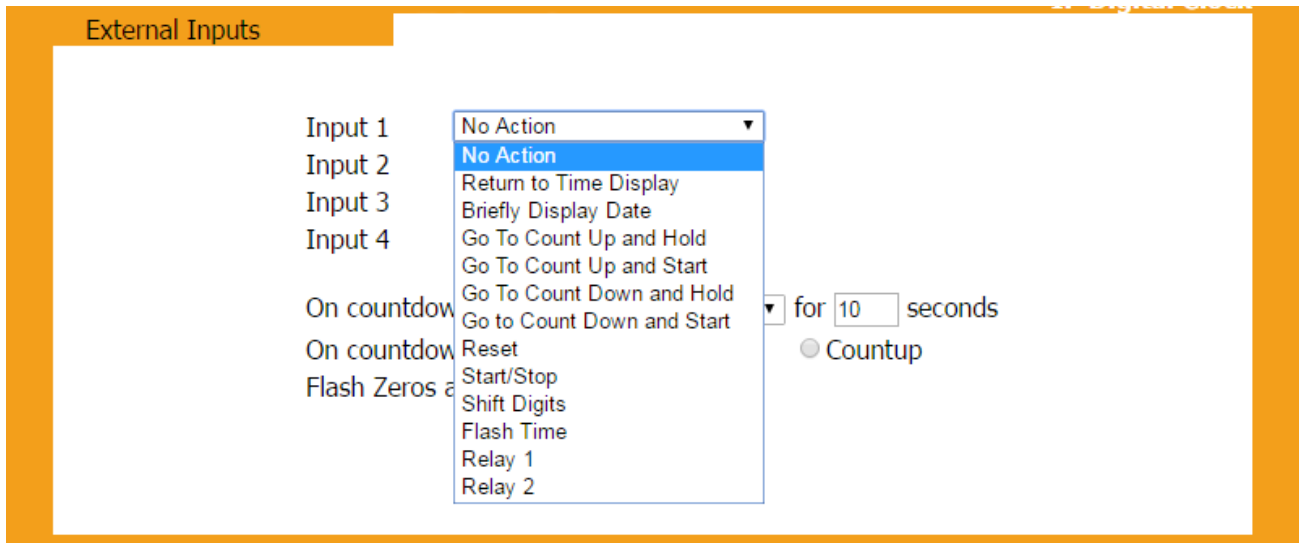 External Inputs
Input 1 No Action
Input 2
Input 3
Input 4
No Action
Return to Time Display
Briefly Display Date
Go To Count Up and Hold
Go To Count Up and Start
Go To Count Down and Hold
Go to Count Down and Start
Reset
Start/Stop
Shift Digits
Flash Time
Relay 1
Relay 2
On countdow for 10 seconds
On countdow Countup
Flash Zeros a